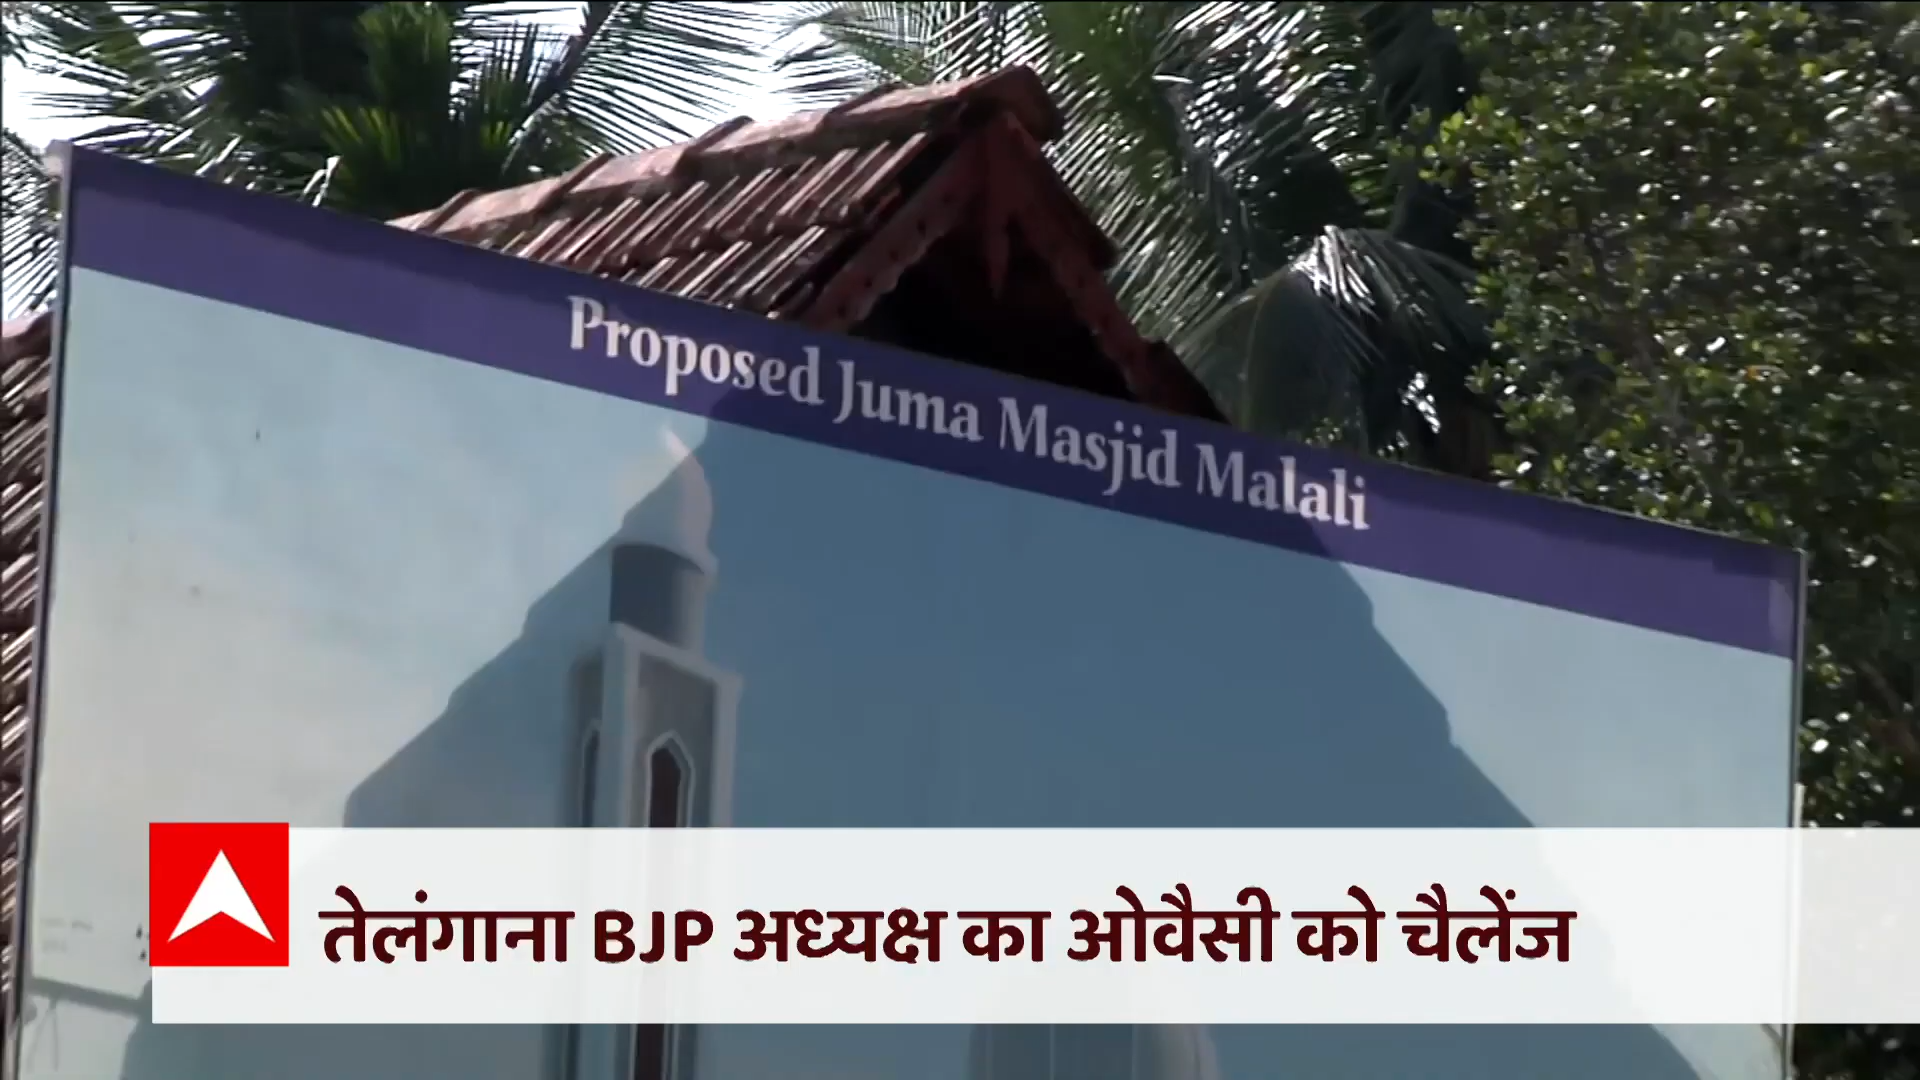 Proposed Juma Masjid Malali
तेलंगाना BJP अध्यक्ष का ओवैसी को चैलेंज